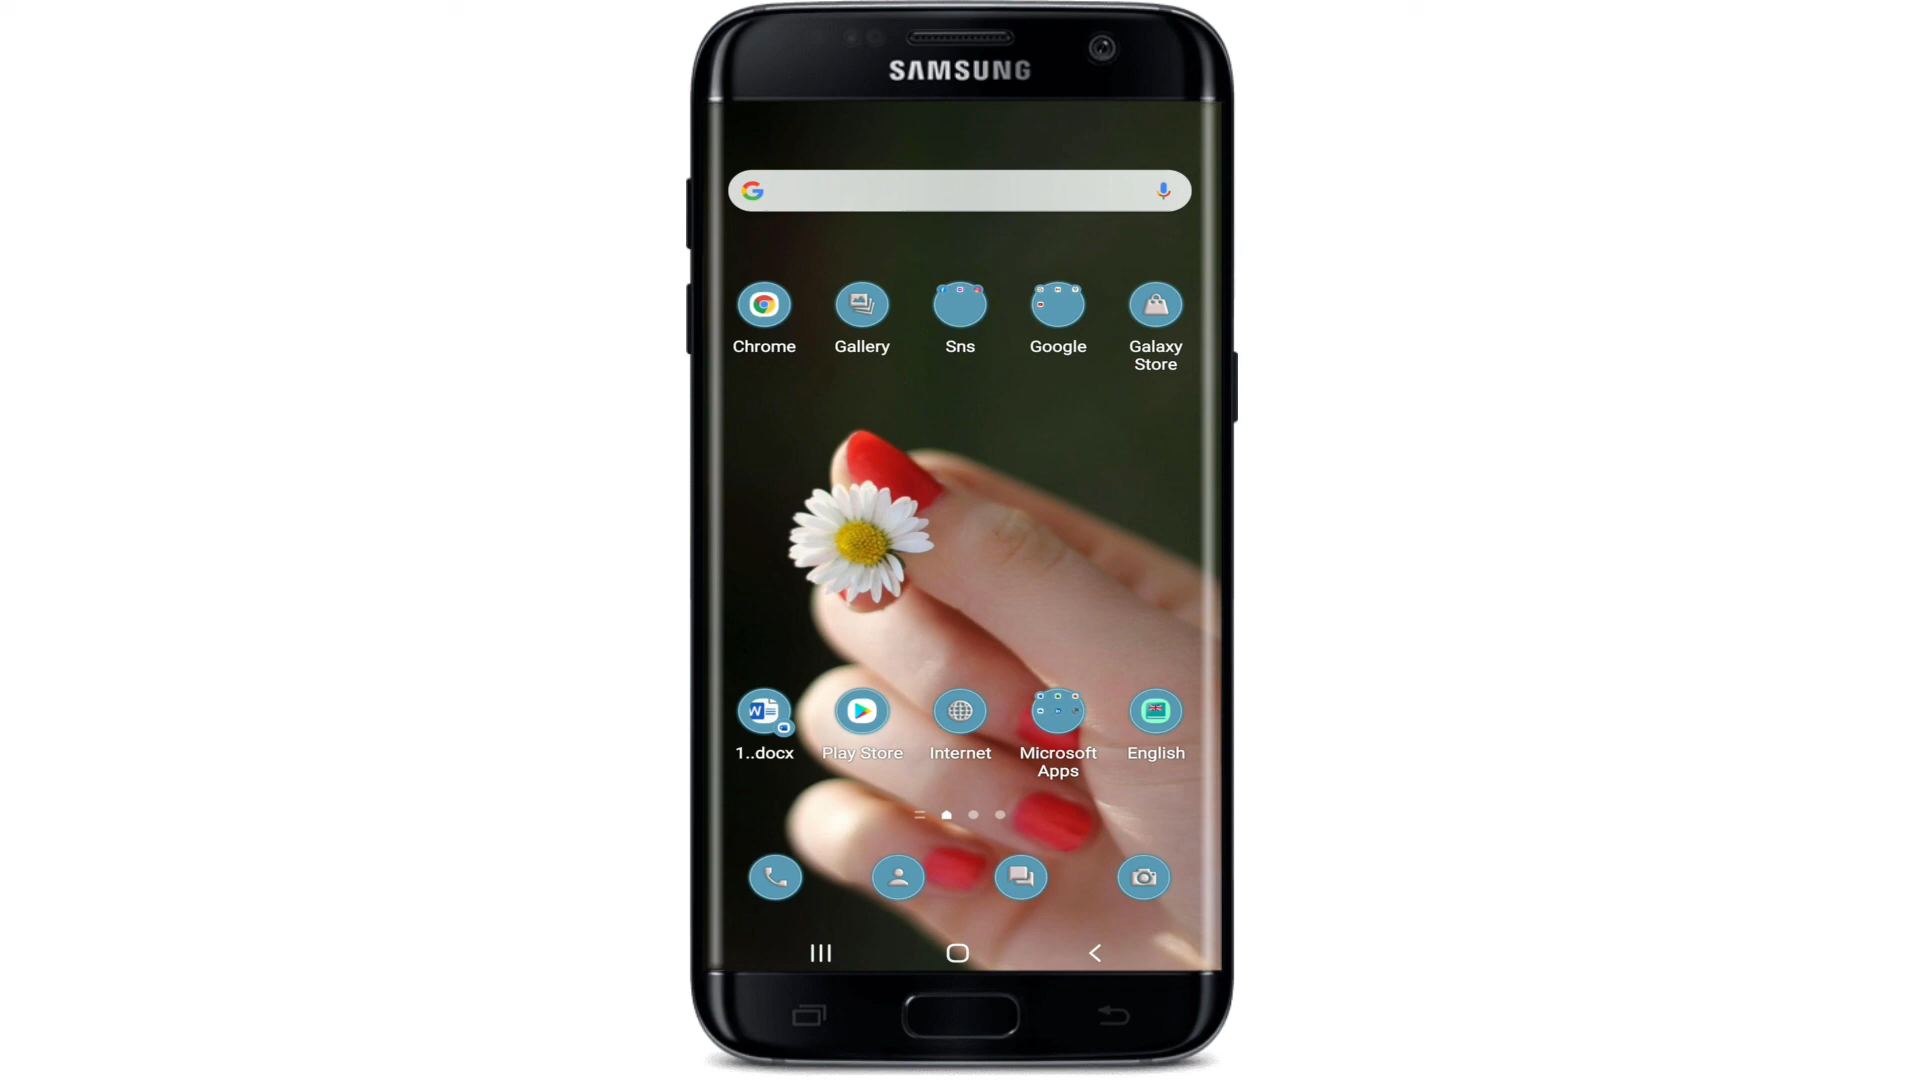 SAMSUNG
Chrome
Gallery
Sns
Google
Galaxy
Store
1..docx
Play Store
Internet
Microsoft
Apps
English